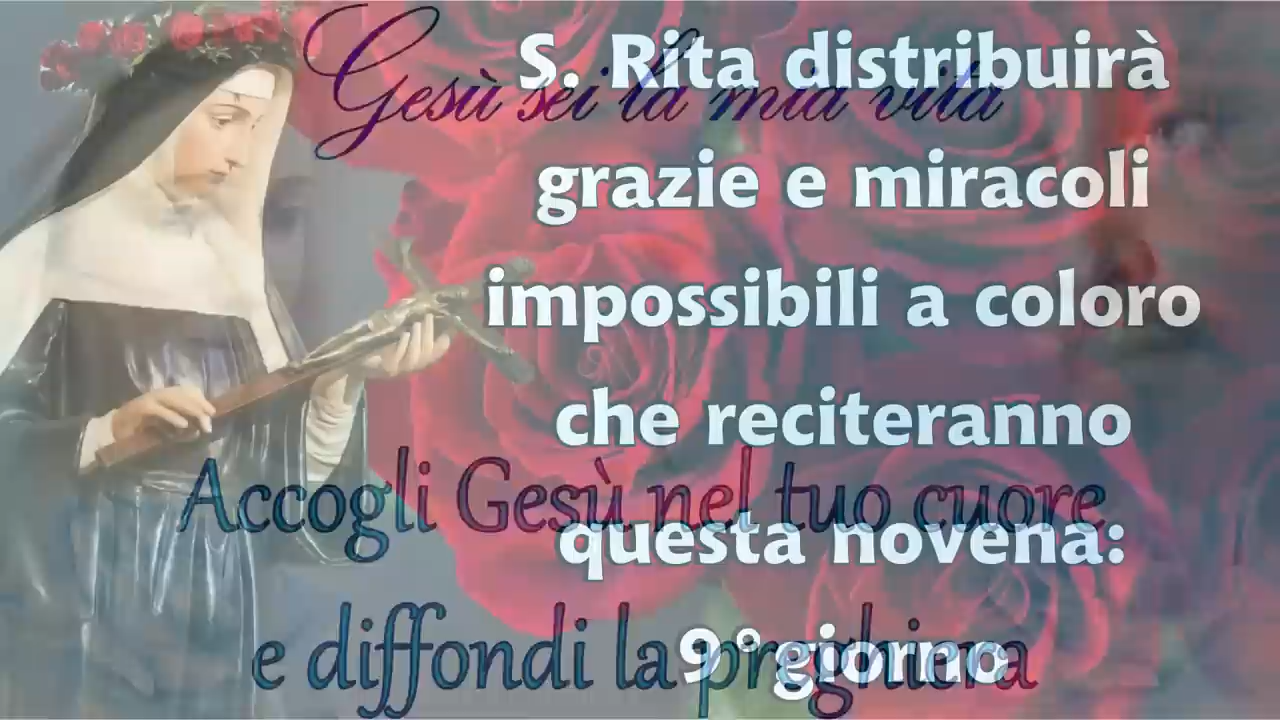 Gesù sei la mia vita
S. Rita distribuirà
grazie e miracoli
impossibili a coloro
che reciteranno
Accogli Gesù nel tuo cuore
questa novena:
e diffondi la preghiera
9° giorno